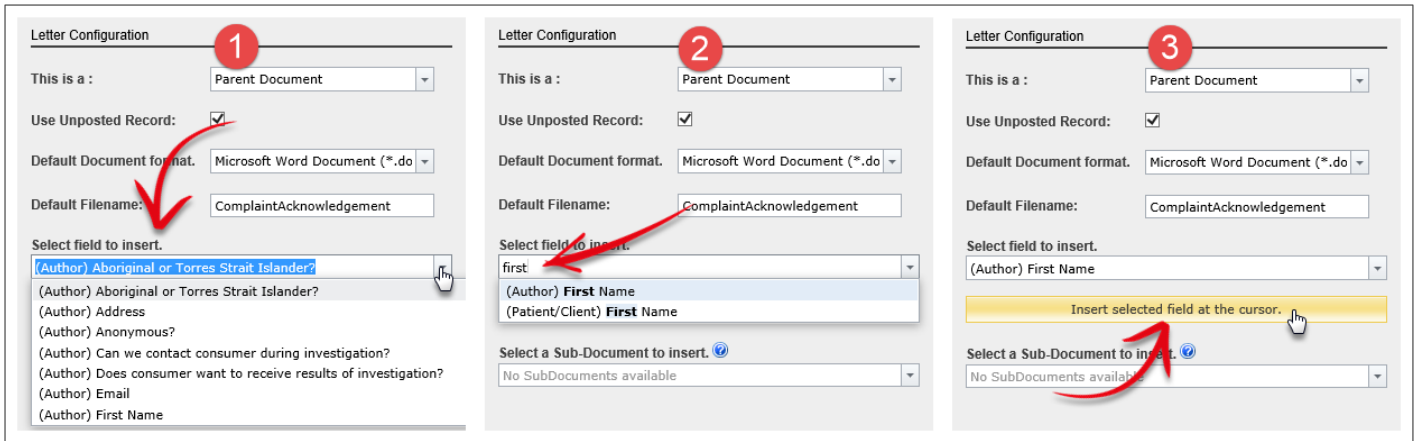 Letter Configuration
1
This is a :
Parent Document
Use Unposted Record:
Default Document format.
Microsoft Word Document (*.do
Default Filename:
ComplaintAcknowledgement
Select field to insert.
(Author) Aboriginal or Torres Strait Islander?
(Author) Aboriginal or Torres Strait Islander?
(Author) Address
(Author) Anonymous?
(Author) Can we contact consumer during investigation?
(Author) Does consumer want to receive results of investigation?
(Author) Email
(Author) First Name
Letter Configuration
2
This is a :
Parent Document
Use Unposted Record:
Default Document format.
Microsoft Word Document (*.do
Default Filename:
ComplaintAcknowledgement
Select field to insert.
first
(Author) First Name
(Patient/Client) First Name
Select a Sub-Document to insert. ?
No SubDocuments available
Letter Configuration
3
This is a :
Parent Document
Use Unposted Record:
Default Document format.
Microsoft Word Document (*.do
Default Filename:
ComplaintAcknowledgement
Select field to insert.
(Author) First Name
Insert selected field at the cursor.
Select a Sub-Document to insert. ?
No SubDocuments available